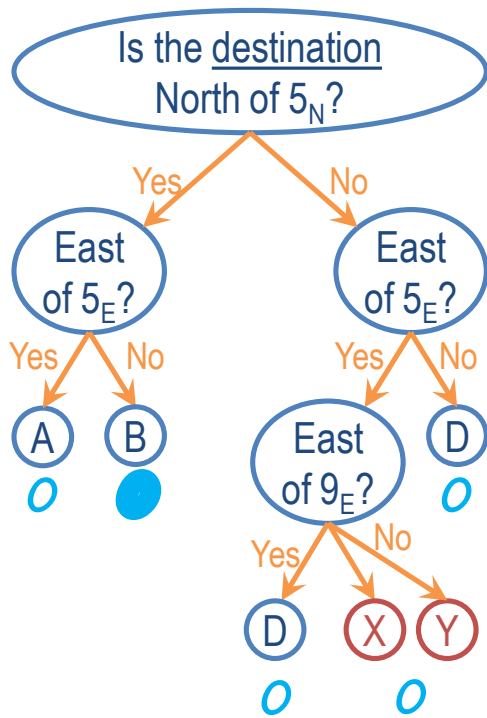 Is the destination
North of 5N?
Yes
No
East
of 5E?
East
of 5E?
Yes
No
Yes
No
A
B
East
of 9E?
D
Yes
No
D
X
Y